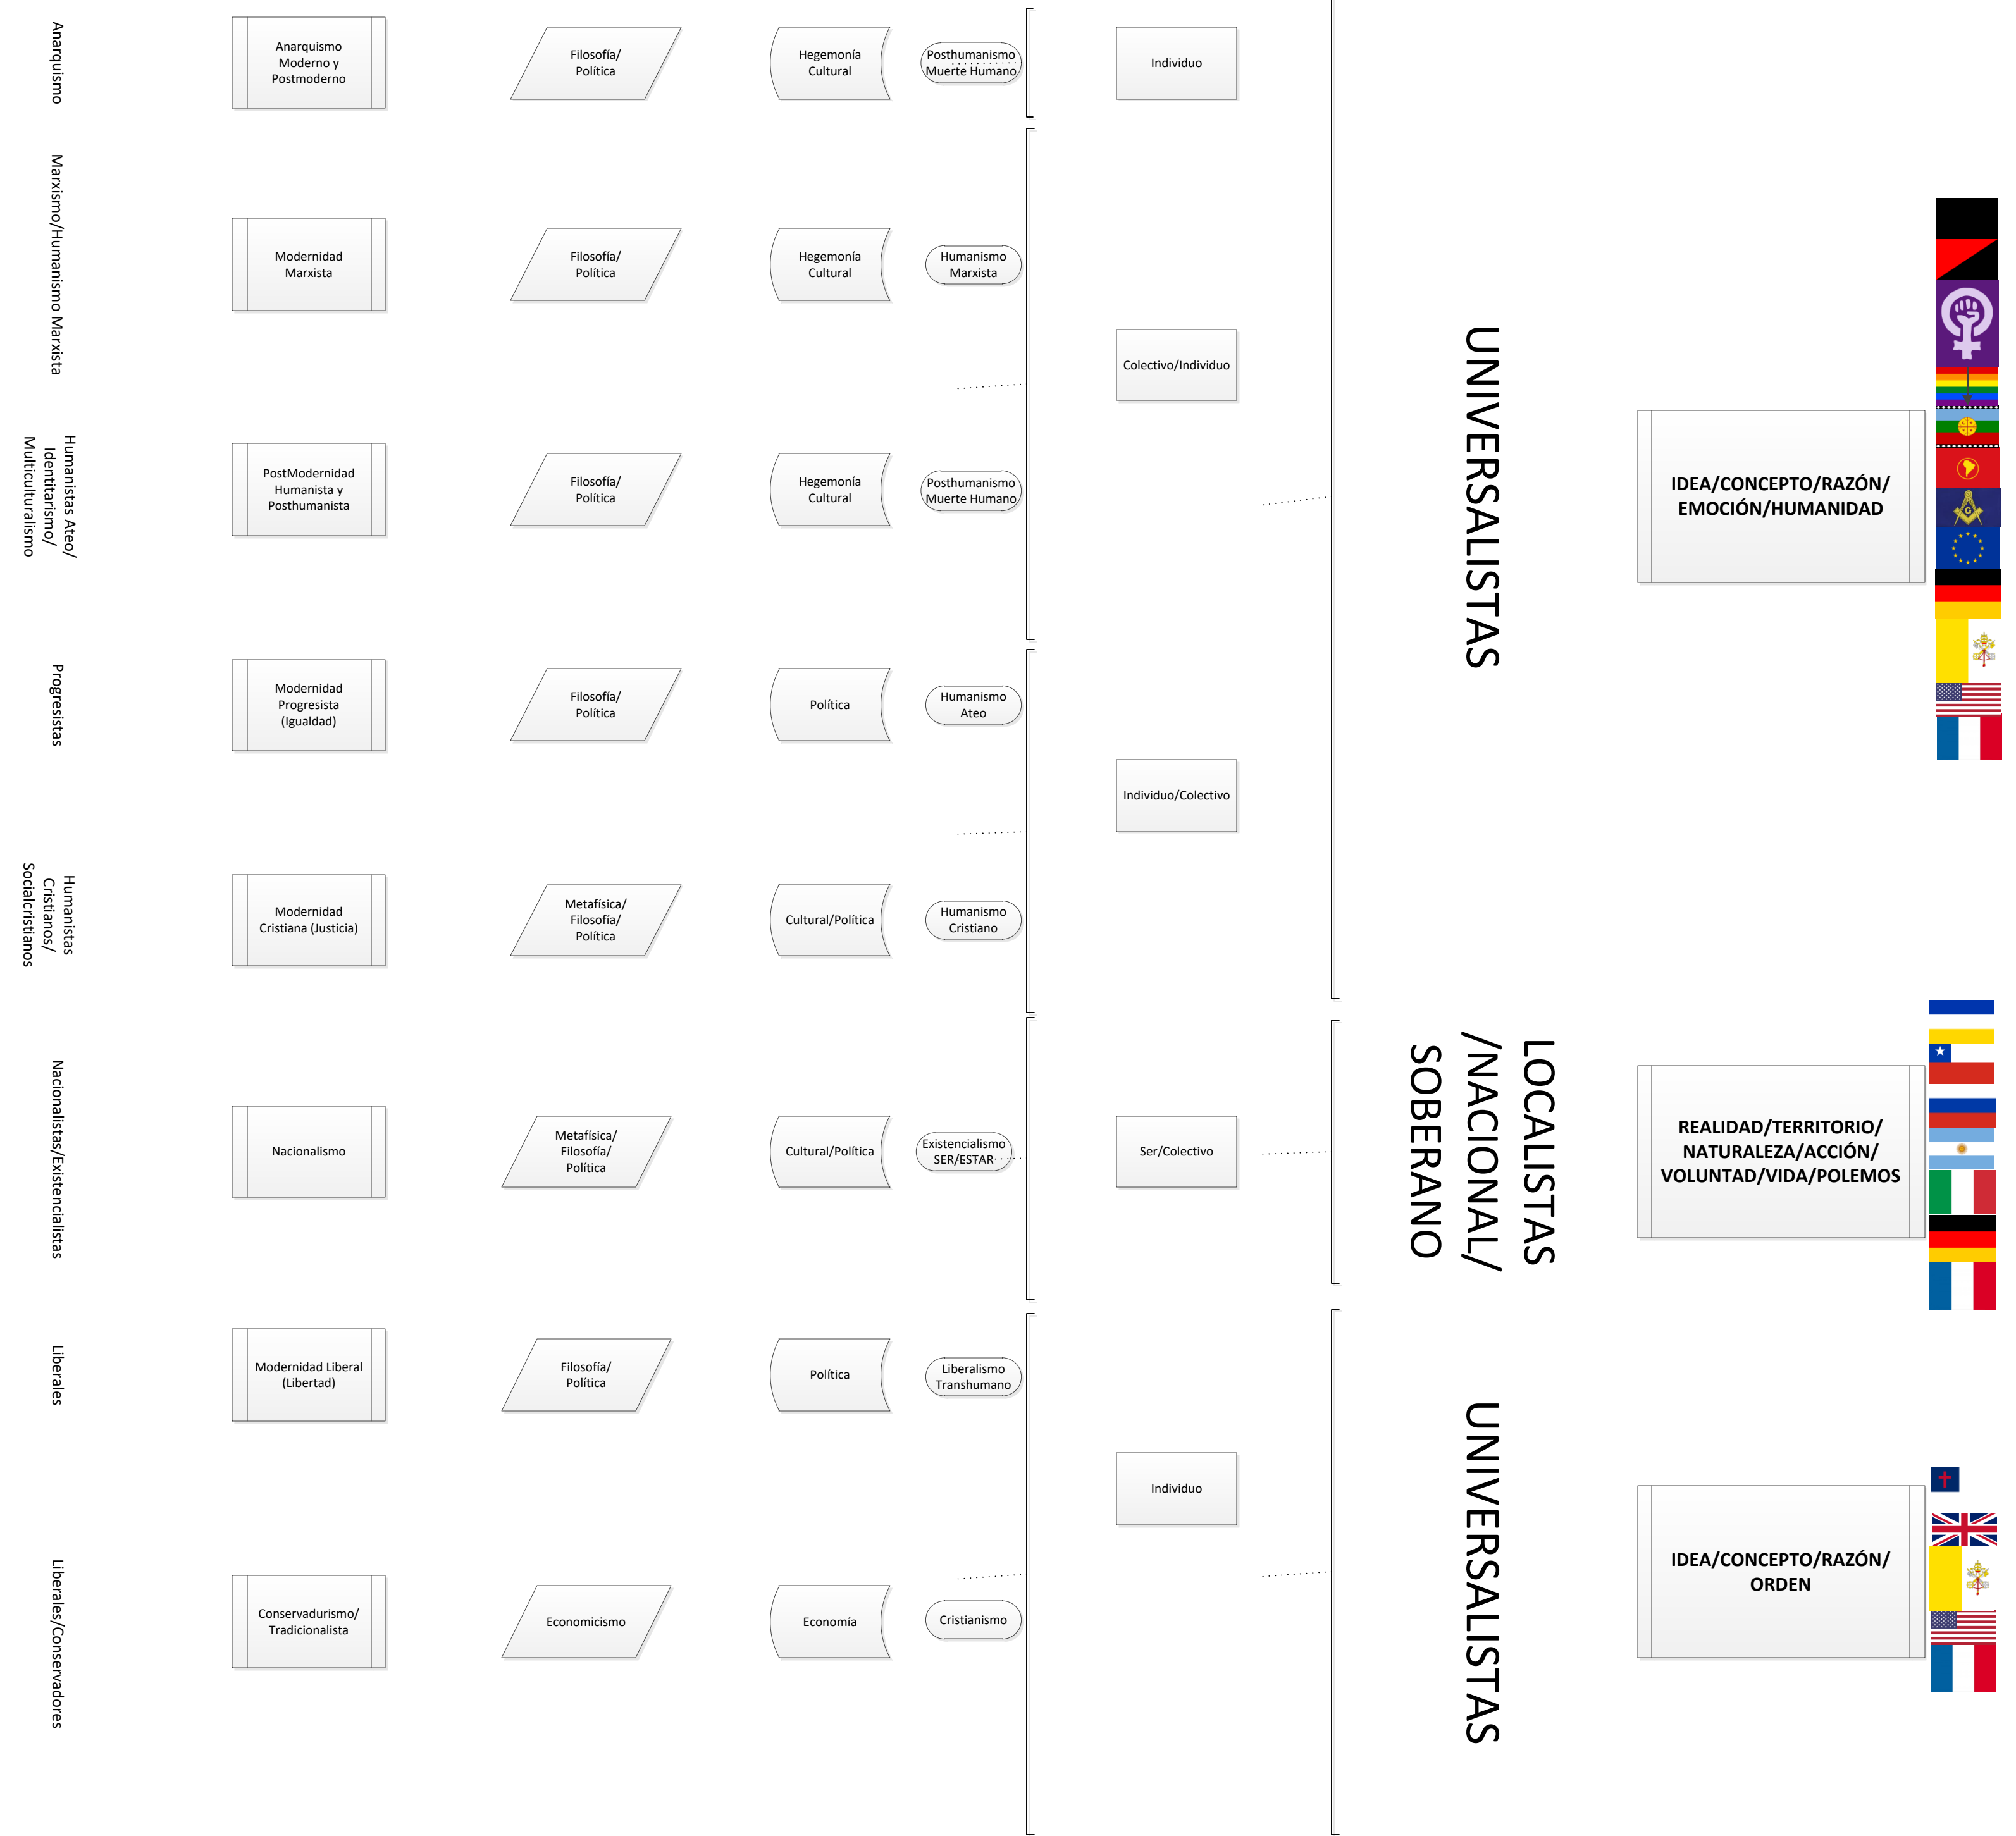 Anarquismo
Anarquismo
Moderno y
Postmoderno
Filosofía/
Política
Hegemonía
Cultural
Posthumanismo
Muerte Humano
Individuo
Marxismo/Humanismo Marxista
Modernidad
Marxista
Filosofía/
Política
Hegemonía
Cultural
Humanismo
Marxista
Colectivo/Individuo
Humanistas Ateo/
Identitarismo/
Multiculturalismo
PostModernidad
Humanista y
Posthumanista
Filosofía/
Política
Hegemonía
Cultural
Posthumanismo
Muerte Humano
UNIVERSALISTAS
IDEA/CONCEPTO/RAZÓN/
EMOCIÓN/HUMANIDAD
G
Progresistas
Modernidad
Progresista
(Igualdad)
Filosofía/
Política
Política
Humanismo
Ateo
Individuo/Colectivo
Humanistas
Cristianos/
Socialcristianos
Modernidad
Cristiana (Justicia)
Metafísica/
Filosofía/
Política
Cultural/Política
Humanismo
Cristiano
Nacionalistas/Existencialistas
Nacionalismo
Metafísica/
Filosofía/
Política
Cultural/Política
Existencialismo
SER/ESTAR
Ser/Colectivo
LOCALISTAS
/NACIONAL/
SOBERANO
REALIDAD/TERRITORIO/
NATURALEZA/ACCIÓN/
VOLUNTAD/VIDA/POLEMOS
Liberales
Modernidad Liberal
(Libertad)
Filosofía/
Política
Política
Liberalismo
Transhumano
Individuo
Liberales/Conservadores
Conservadurismo/
Tradicionalista
Economicismo
Economía
Cristianismo
UNIVERSALISTAS
IDEA/CONCEPTO/RAZÓN/
ORDEN